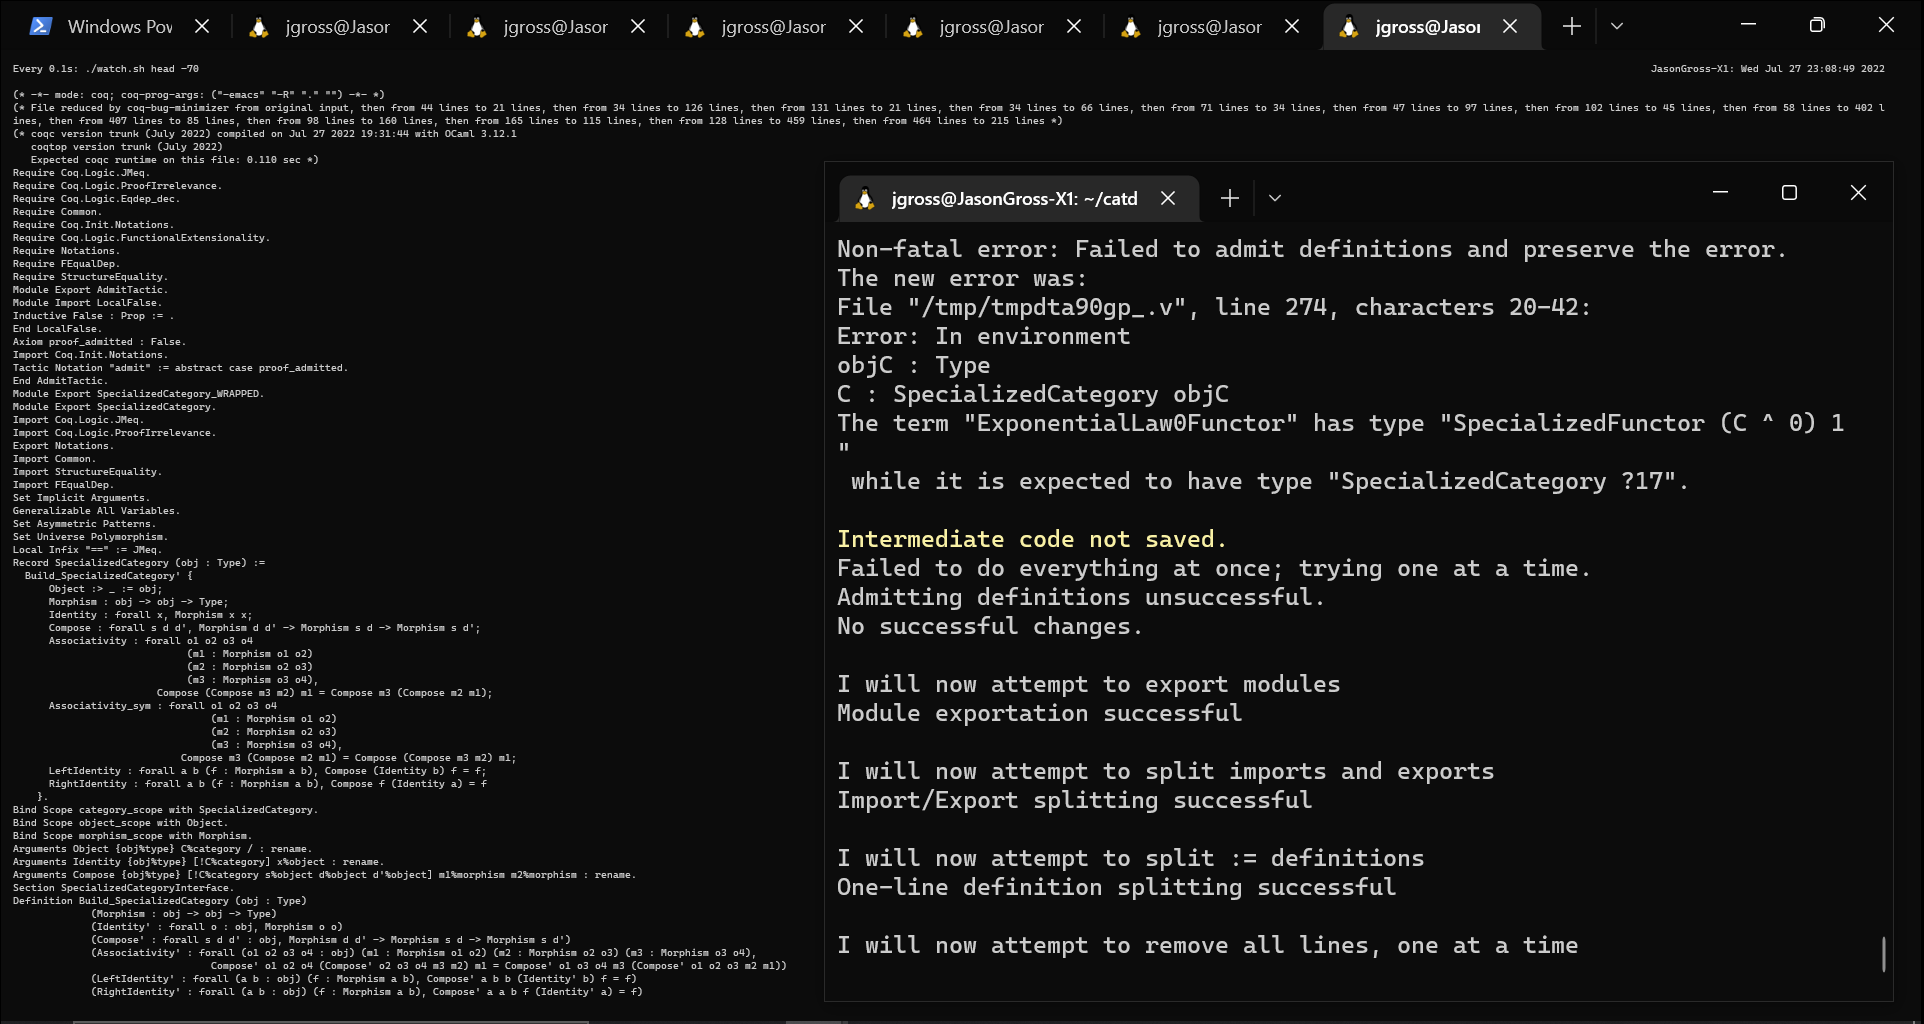 Windows Pow
jgross@Jasor
jgross@Jasor
jgross@Jasor
jgross@Jasor
jgross@Jasor
jgross@Jasor
Every 0.1s: ./watch.sh head -70
JasonGross-X1: Wed Jul 27 23:08:49 2022
(* -*- mode: coq; coq-prog-args: ("-emacs" "-R" "." "") -*- *)
(* File reduced by coq-bug-minimizer from original input, then from 44 lines to 21 lines, then from 34 lines to 126 lines, then from 131 lines to 21 lines, then from 34 lines to 66 lines, then from 71 lines to 34 lines, then from 47 lines to 97 lines, then from 102 lines to 45 lines, then from 58 lines to 402 l
ines, then from 407 lines to 85 lines, then from 98 lines to 160 lines, then from 165 lines to 115 lines, then from 128 lines to 459 lines, then from 464 lines to 215 lines *)
(* coqc version trunk (July 2022) compiled on Jul 27 2022 19:31:44 with OCaml 3.12.1
   coqtop version trunk (July 2022)
   Expected coqc runtime on this file: 0.110 sec *)
Require Coq.Logic.JMeq.
Require Coq.Logic.ProofIrrelevance.
Require Coq.Logic.Eqdep_dec.
Require Common.
Require Coq.Init.Notations.
Require Coq.Logic.FunctionalExtensionality.
Require Notations.
Require FEqualDep.
Require StructureEquality.
Module Export AdmitTactic.
Module Import LocalFalse.
Inductive False : Prop := .
End LocalFalse.
Axiom proof_admitted : False.
Import Coq.Init.Notations.
Tactic Notation "admit" := abstract case proof_admitted.
End AdmitTactic.
Module Export SpecializedCategory_WRAPPED.
Module Export SpecializedCategory.
Import Coq.Logic.JMeq.
Import Coq.Logic.ProofIrrelevance.
Export Notations.
Import Common.
Import StructureEquality.
Import FEqualDep.
Set Implicit Arguments.
Generalizable All Variables.
Set Asymmetric Patterns.
Set Universe Polymorphism.
Local Infix "==" := JMeq.
Record SpecializedCategory (obj : Type) :=
  Build_SpecializedCategory' {
      Object :> _ := obj;
      Morphism : obj -> obj -> Type;
      Identity : forall x, Morphism x x;
      Compose : forall s d d', Morphism d d' -> Morphism s d -> Morphism s d';
      Associativity : forall o1 o2 o3 o4
                             (m1 : Morphism o1 o2)
                             (m2 : Morphism o2 o3)
                             (m3 : Morphism o3 o4),
                        Compose (Compose m3 m2) m1 = Compose m3 (Compose m2 m1);
      Associativity_sym : forall o1 o2 o3 o4
                                 (m1 : Morphism o1 o2)
                                 (m2 : Morphism o2 o3)
                                 (m3 : Morphism o3 o4),
                            Compose m3 (Compose m2 m1) = Compose (Compose m3 m2) m1;
      LeftIdentity : forall a b (f : Morphism a b), Compose (Identity b) f = f;
      RightIdentity : forall a b (f : Morphism a b), Compose f (Identity a) = f
    }.
Bind Scope category_scope with SpecializedCategory.
Bind Scope object_scope with Object.
Bind Scope morphism_scope with Morphism.
Arguments Object {obj%type} C%category / : rename.
Arguments Identity {obj%type} [!C%category] x%object : rename.
Arguments Compose {obj%type} [!C%category s%object d%object d'%object] m1%morphism m2%morphism : rename.
Section SpecializedCategoryInterface.
Definition Build_SpecializedCategory (obj : Type)
             (Morphism : obj -> obj -> Type)
             (Identity' : forall o : obj, Morphism o o)
             (Compose' : forall s d d' : obj, Morphism d d' -> Morphism s d -> Morphism s d')
             (Associativity' : forall (o1 o2 o3 o4 : obj) (m1 : Morphism o1 o2) (m2 : Morphism o2 o3) (m3 : Morphism o3 o4),
                                 Compose' o1 o2 o4 (Compose' o2 o3 o4 m3 m2) m1 = Compose' o1 o3 o4 m3 (Compose' o1 o2 o3 m2 m1))
             (LeftIdentity' : forall (a b : obj) (f : Morphism a b), Compose' a b b (Identity' b) f = f)
             (RightIdentity' : forall (a b : obj) (f : Morphism a b), Compose' a a b f (Identity' a) = f)
jgross@JasonGross-X1: ~/catd
Non-fatal error: Failed to admit definitions and preserve the error.
The new error was:
File "/tmp/tmpdta90gp_.v", line 274, characters 20-42:
Error: In environment
objC : Type
C : SpecializedCategory objC
The term "ExponentialLaw0Functor" has type "SpecializedFunctor (C ^ 0) 1
"
 while it is expected to have type "SpecializedCategory ?17".
Intermediate code not saved.
Failed to do everything at once; trying one at a time.
Admitting definitions unsuccessful.
No successful changes.
I will now attempt to export modules
Module exportation successful
I will now attempt to split imports and exports
Import/Export splitting successful
I will now attempt to split := definitions
One-line definition splitting successful
I will now attempt to remove all lines, one at a time